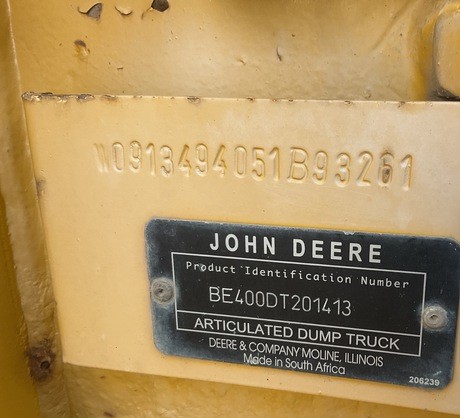 W0913494051B93261
JOHN DEERE
Product Identification Number
BE400DT201413
ARTICULATED DUMP TRUCK
DEERE & COMPANY MOLINE, ILLINOIS
Made in South Africa
206239